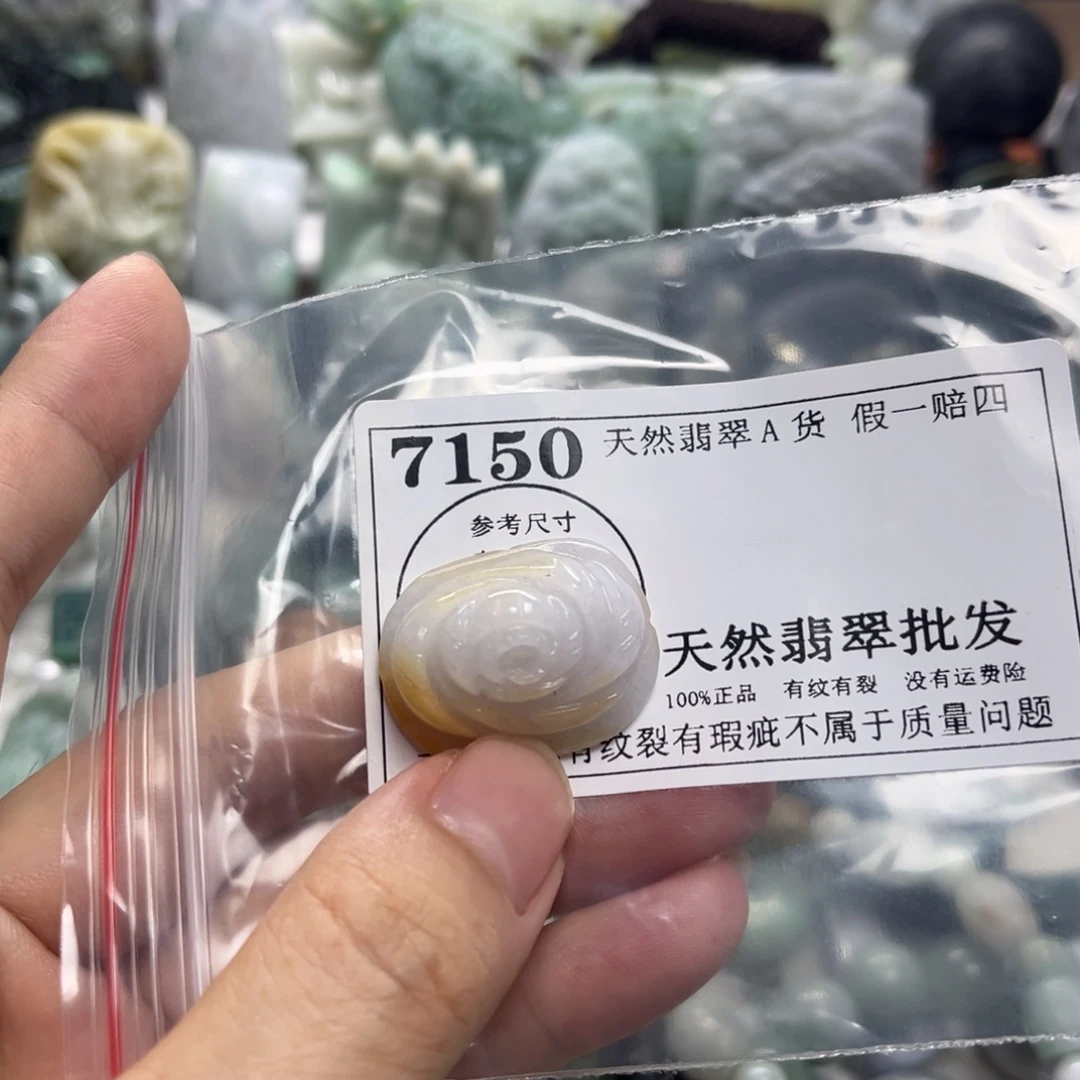 7150 天然翡翠A货 假一赔四
参考尺寸
天然翡翠批发
100%正品 有纹有裂 没有运费险
有纹裂有瑕疵不属于质量问题